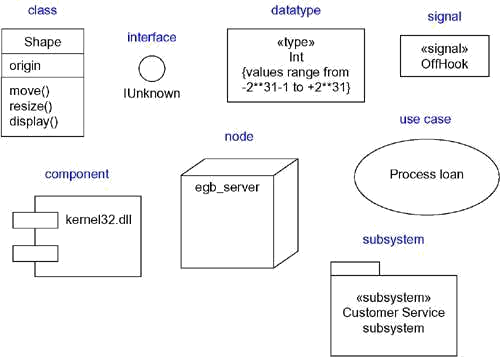 class
Shape
origin
move()
resize()
display()
interface
IUnknown
datatype
«type»
Int
{values range from
-2**31-1 to +2**31}
signal
«signal»
OffHook
component
kernel32.dll
node
egb_server
use case
Process loan
subsystem
«subsystem»
Customer Service
subsystem